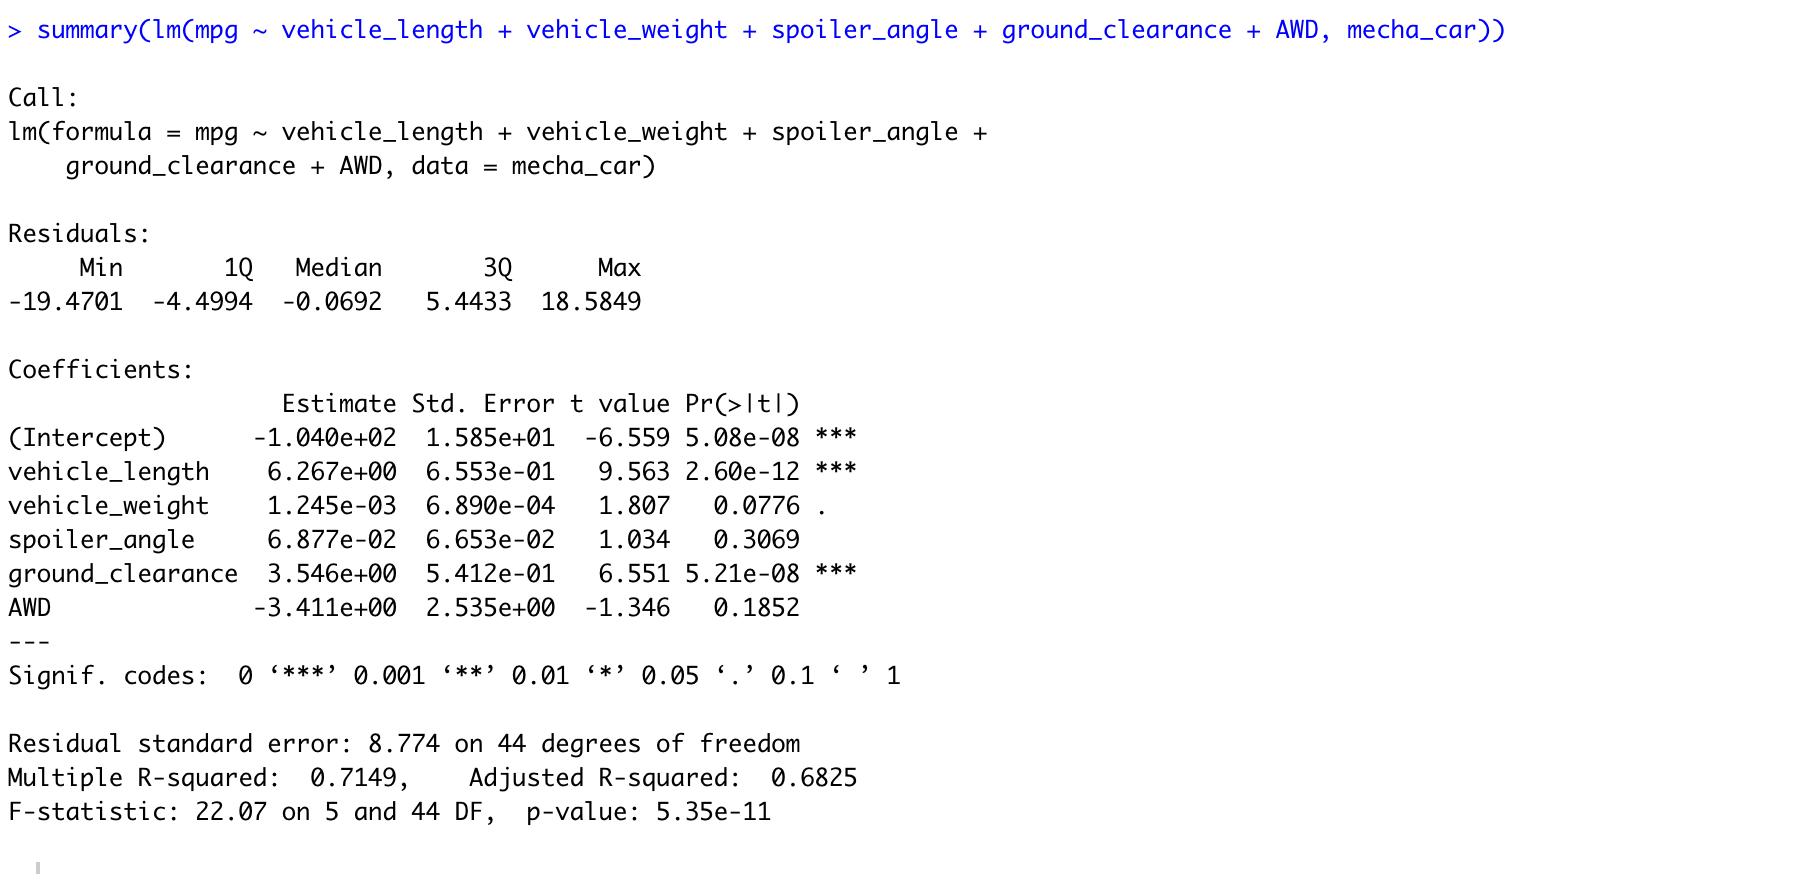 > summary(lm(mpg ~ vehicle_length + vehicle_weight + spoiler_angle + ground_clearance + AWD, mecha_car))
Call:
lm(formula = mpg ~ vehicle_length + vehicle_weight + spoiler_angle +
    ground_clearance + AWD, data = mecha_car)
Residuals:
     Min       1Q   Median       3Q      Max
-19.4701  -4.4994  -0.0692   5.4433  18.5849
Coefficients:
                   Estimate Std. Error t value Pr(>|t|)
(Intercept)      -1.040e+02  1.585e+01  -6.559 5.08e-08 ***
vehicle_length    6.267e+00  6.553e-01   9.563 2.60e-12 ***
vehicle_weight    1.245e-03  6.890e-04   1.807   0.0776 .
spoiler_angle     6.877e-02  6.653e-02   1.034   0.3069
ground_clearance  3.546e+00  5.412e-01   6.551 5.21e-08 ***
AWD              -3.411e+00  2.535e+00  -1.346   0.1852
---
Signif. codes:  0 ‘***’ 0.001 ‘**’ 0.01 ‘*’ 0.05 ‘.’ 0.1 ‘ ’ 1
Residual standard error: 8.774 on 44 degrees of freedom
Multiple R-squared:  0.7149,    Adjusted R-squared:  0.6825
F-statistic: 22.07 on 5 and 44 DF,  p-value: 5.35e-11